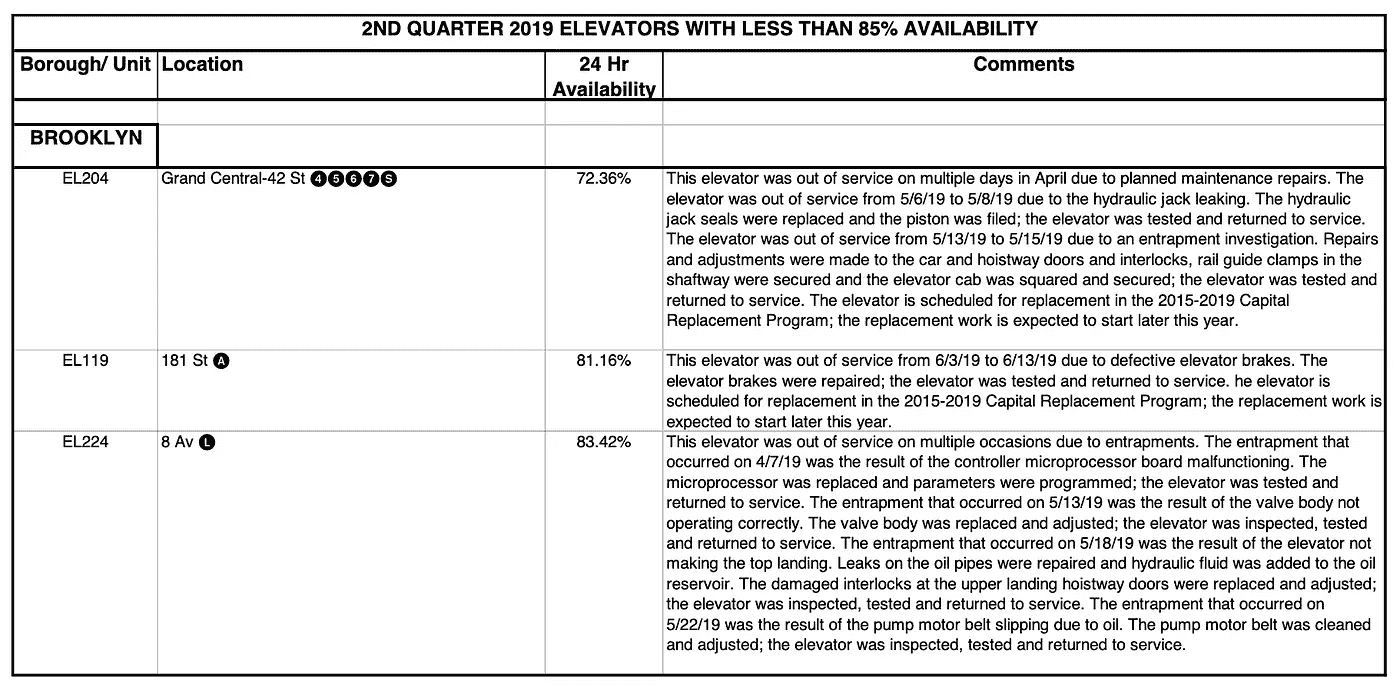 2ND QUARTER 2019 ELEVATORS WITH LESS THAN 85% AVAILABILITY
Borough/ Unit Location 24 Hr Availability Comments
BROOKLYN
EL204 Grand Central-42 St 4 5 6 7 S 72.36% This elevator was out of service on multiple days in April due to planned maintenance repairs. The
elevator was out of service from 5/6/19 to 5/8/19 due to the hydraulic jack leaking. The hydraulic
jack seals were replaced and the piston was filed; the elevator was tested and returned to service.
The elevator was out of service from 5/13/19 to 5/15/19 due to an entrapment investigation. Repairs
and adjustments were made to the car and hoistway doors and interlocks, rail guide clamps in the
shaftway were secured and the elevator cab was squared and secured; the elevator was tested and
returned to service. The elevator is scheduled for replacement in the 2015-2019 Capital
Replacement Program; the replacement work is expected to start later this year.
EL119 181 St A 81.16% This elevator was out of service from 6/3/19 to 6/13/19 due to defective elevator brakes. The
elevator brakes were repaired; the elevator was tested and returned to service. he elevator is
scheduled for replacement in the 2015-2019 Capital Replacement Program; the replacement work is
expected to start later this year.
EL224 8 Av L 83.42% This elevator was out of service on multiple occasions due to entrapments. The entrapment that
occurred on 4/7/19 was the result of the controller microprocessor board malfunctioning. The
microprocessor was replaced and parameters were programmed; the elevator was tested and
returned to service. The entrapment that occurred on 5/13/19 was the result of the valve body not
operating correctly. The valve body was replaced and adjusted; the elevator was inspected, tested
and returned to service. The entrapment that occurred on 5/18/19 was the result of the elevator not
making the top landing. Leaks on the oil pipes were repaired and hydraulic fluid was added to the oil
reservoir. The damaged interlocks at the upper landing hoistway doors were replaced and adjusted;
the elevator was inspected, tested and returned to service. The entrapment that occurred on
5/22/19 was the result of the pump motor belt slipping due to oil. The pump motor belt was cleaned
and adjusted; the elevator was inspected, tested and returned to service.